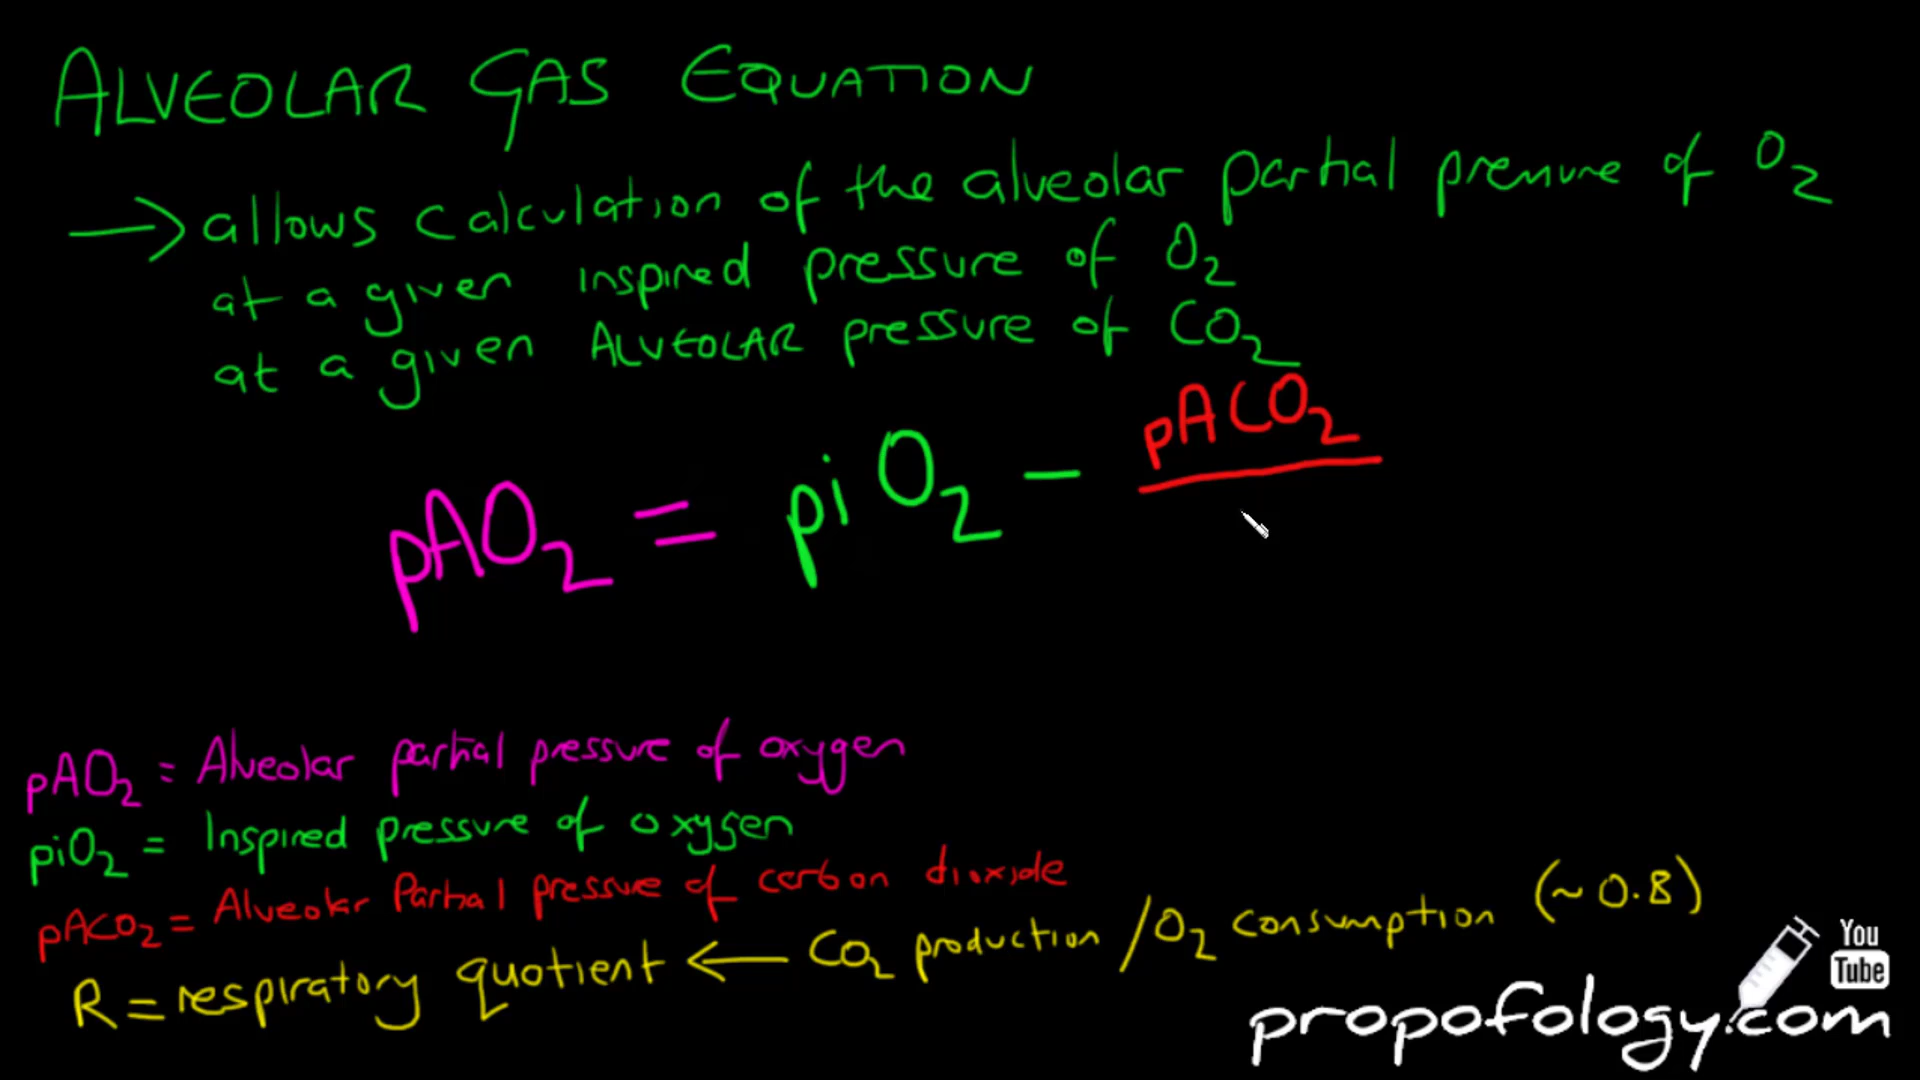 ALVEOLAR GAS EQUATION
→ allows calculation of the alveolar partial pressure of O₂
at a given inspired pressure of O₂
at a given ALVEOLAR pressure of CO₂
pAO₂ = piO₂ − pACO₂
pAO₂ = Alveolar partial pressure of oxygen
piO₂ = Inspired pressure of oxygen
pACO₂ = Alveolar Partial pressure of carbon dioxide
R = respiratory quotient ← CO₂ production / O₂ consumption (~0.8)
You
Tube
propofology.com